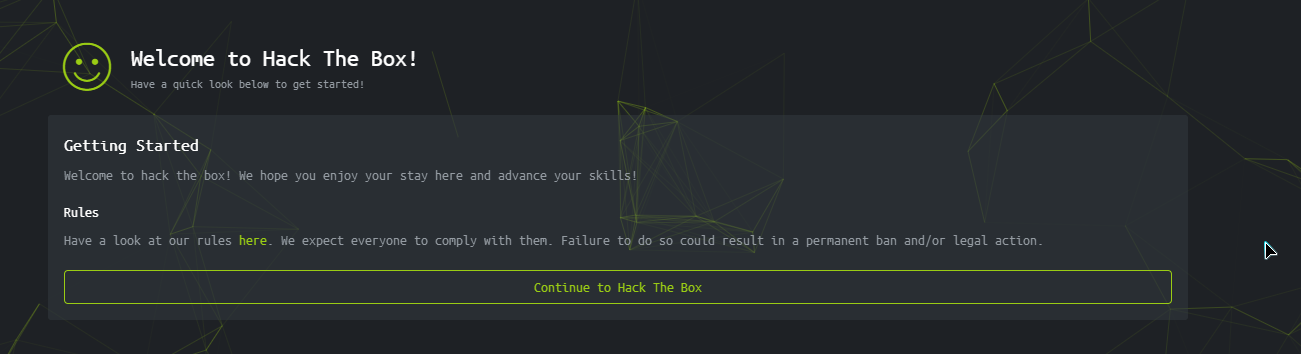 Welcome to Hack The Box!
Have a quick look below to get started!
Getting Started
Welcome to hack the box! We hope you enjoy your stay here and advance your skills!
Rules
Have a look at our rules here. We expect everyone to comply with them. Failure to do so could result in a permanent ban and/or legal action.
Continue to Hack The Box